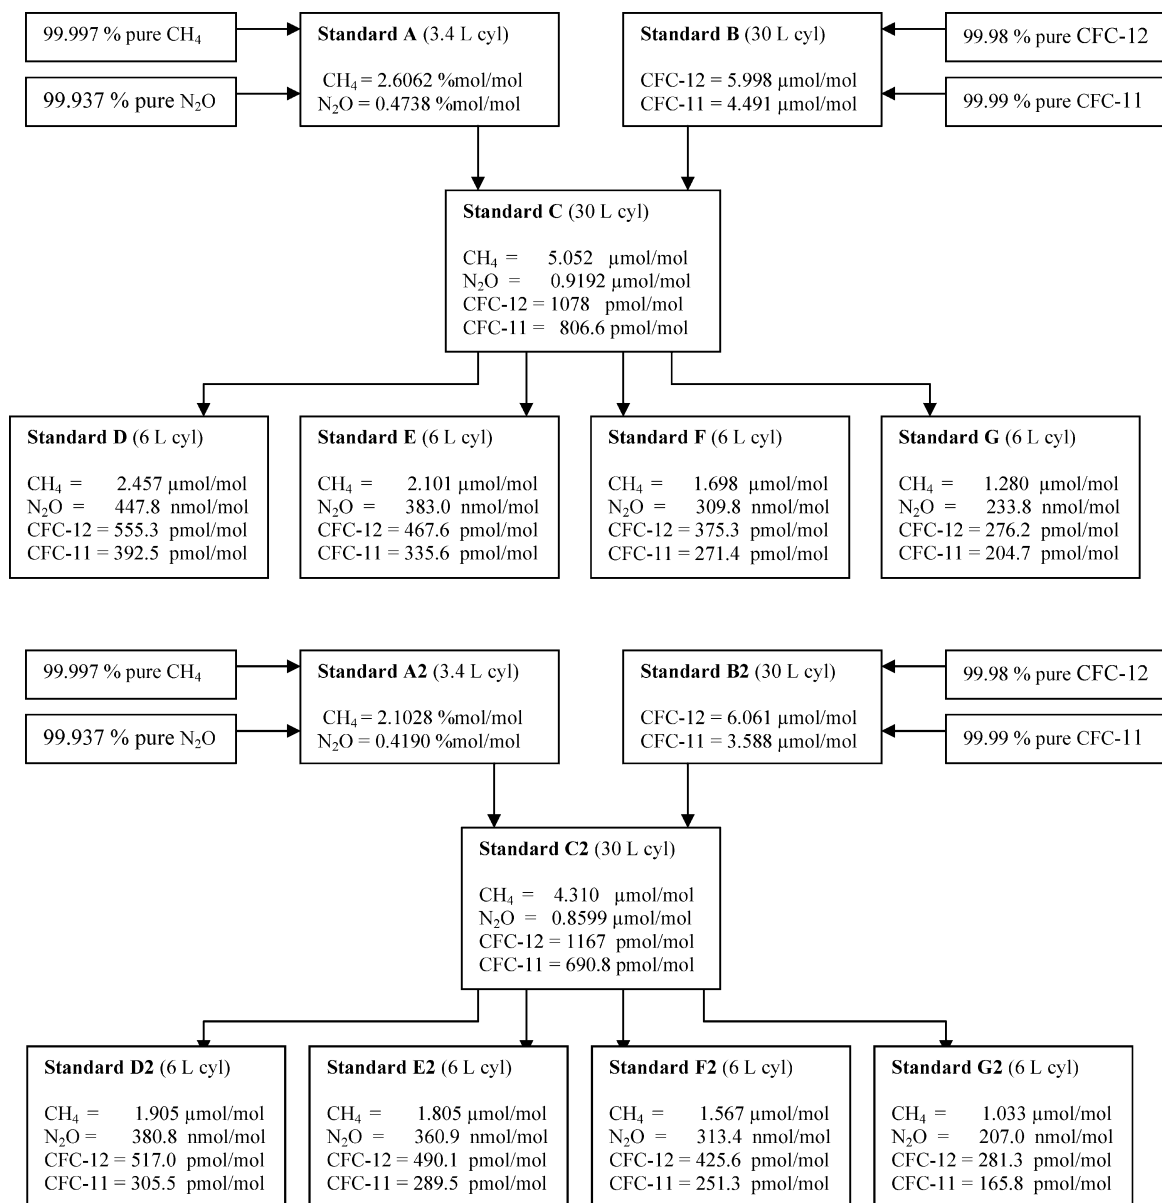 99.997 % pure CH₄
99.937 % pure N₂O
Standard A (3.4 L cyl)
CH₄ = 2.6062 %mol/mol
N₂O = 0.4738 %mol/mol
Standard B (30 L cyl)
CFC-12 = 5.998 µmol/mol
CFC-11 = 4.491 µmol/mol
99.98 % pure CFC-12
99.99 % pure CFC-11
Standard C (30 L cyl)
CH₄ = 5.052 µmol/mol
N₂O = 0.9192 µmol/mol
CFC-12 = 1078 pmol/mol
CFC-11 = 806.6 pmol/mol
Standard D (6 L cyl)
CH₄ = 2.457 µmol/mol
N₂O = 447.8 nmol/mol
CFC-12 = 555.3 pmol/mol
CFC-11 = 392.5 pmol/mol
Standard E (6 L cyl)
CH₄ = 2.101 µmol/mol
N₂O = 383.0 nmol/mol
CFC-12 = 467.6 pmol/mol
CFC-11 = 335.6 pmol/mol
Standard F (6 L cyl)
CH₄ = 1.698 µmol/mol
N₂O = 309.8 nmol/mol
CFC-12 = 375.3 pmol/mol
CFC-11 = 271.4 pmol/mol
Standard G (6 L cyl)
CH₄ = 1.280 µmol/mol
N₂O = 233.8 nmol/mol
CFC-12 = 276.2 pmol/mol
CFC-11 = 204.7 pmol/mol
99.997 % pure CH₄
99.937 % pure N₂O
Standard A2 (3.4 L cyl)
CH₄ = 2.1028 %mol/mol
N₂O = 0.4190 %mol/mol
Standard B2 (30 L cyl)
CFC-12 = 6.061 µmol/mol
CFC-11 = 3.588 µmol/mol
99.98 % pure CFC-12
99.99 % pure CFC-11
Standard C2 (30 L cyl)
CH₄ = 4.310 µmol/mol
N₂O = 0.8599 µmol/mol
CFC-12 = 1167 pmol/mol
CFC-11 = 690.8 pmol/mol
Standard D2 (6 L cyl)
CH₄ = 1.905 µmol/mol
N₂O = 380.8 nmol/mol
CFC-12 = 517.0 pmol/mol
CFC-11 = 305.5 pmol/mol
Standard E2 (6 L cyl)
CH₄ = 1.805 µmol/mol
N₂O = 360.9 nmol/mol
CFC-12 = 490.1 pmol/mol
CFC-11 = 289.5 pmol/mol
Standard F2 (6 L cyl)
CH₄ = 1.567 µmol/mol
N₂O = 313.4 nmol/mol
CFC-12 = 425.6 pmol/mol
CFC-11 = 251.3 pmol/mol
Standard G2 (6 L cyl)
CH₄ = 1.033 µmol/mol
N₂O = 207.0 nmol/mol
CFC-12 = 281.3 pmol/mol
CFC-11 = 165.8 pmol/mol